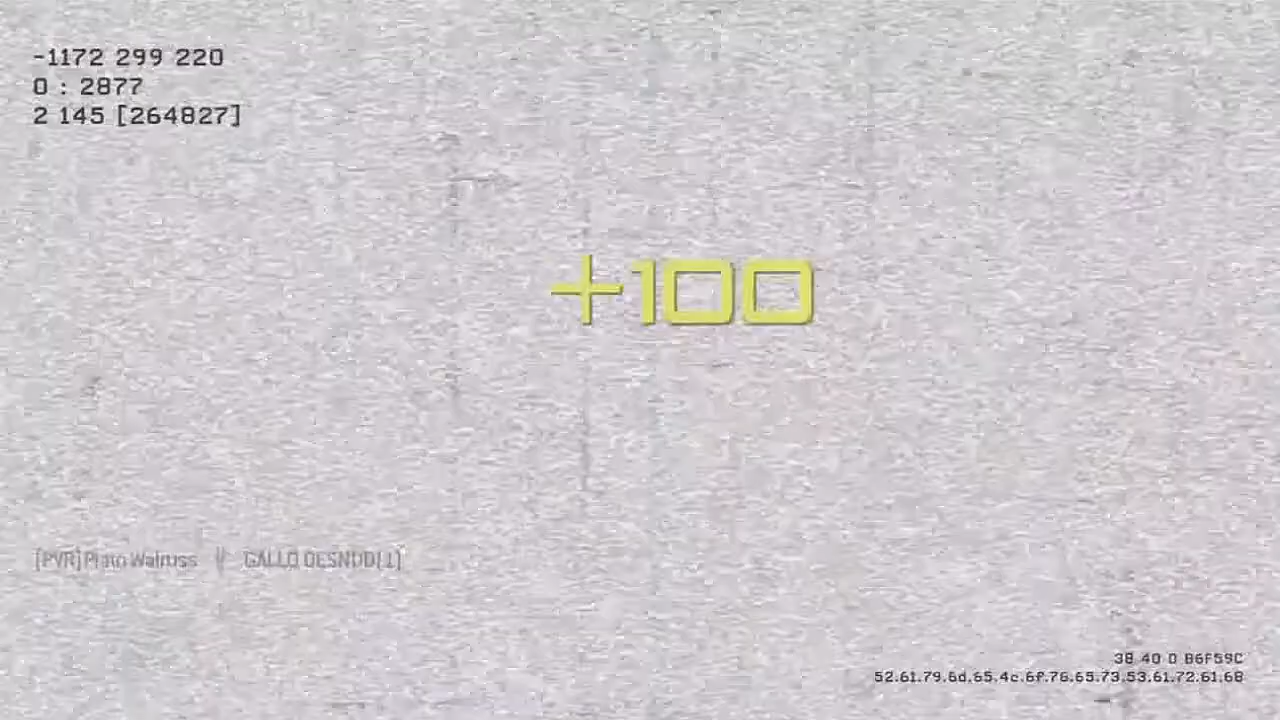 -1172 299 220
0 : 2877
2 145 [264827]
+100
GALLO DESNUDO(1)
38 40 0 B6F59C
52.61.79.6d.65.4c.6f.76.65.73.53.61.72.61.68